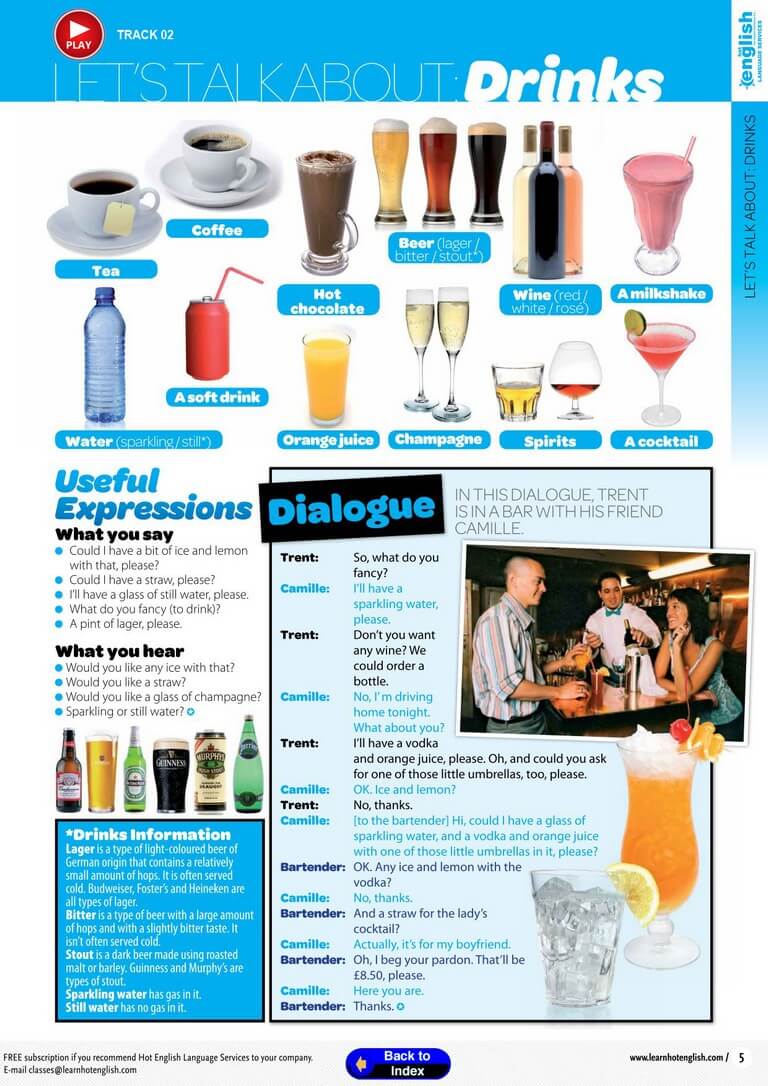 PLAY
TRACK 02
LET'S TALK ABOUT: Drinks
hot
english
LANGUAGE SERVICES
LET'S TALK ABOUT: DRINKS
Coffee
Tea
Beer (lager /
bitter / stout*)
Hot
chocolate
Wine (red /
white / rosé)
A milkshake
A soft drink
Water (sparkling / still*)
Orange juice
Champagne
Spirits
A cocktail
Useful
Expressions
What you say
● Could I have a bit of ice and lemon
with that, please?
● Could I have a straw, please?
● I'll have a glass of still water, please.
● What do you fancy (to drink)?
● A pint of lager, please.
What you hear
● Would you like any ice with that?
● Would you like a straw?
● Would you like a glass of champagne?
● Sparkling or still water?
Budweiser
Heineken
GUINNESS
MURPHY'S
IRISH STOUT
DRAUGHT
perrier
*Drinks Information
Lager is a type of light-coloured beer of
German origin that contains a relatively
small amount of hops. It is often served
cold. Budweiser, Foster's and Heineken are
all types of lager.
Bitter is a type of beer with a large amount
of hops and with a slightly bitter taste. It
isn't often served cold.
Stout is a dark beer made using roasted
malt or barley. Guinness and Murphy's are
types of stout.
Sparkling water has gas in it.
Still water has no gas in it.
Dialogue
IN THIS DIALOGUE, TRENT
IS IN A BAR WITH HIS FRIEND
CAMILLE.
Trent: So, what do you
fancy?
Camille: I'll have a
sparkling water,
please.
Trent: Don't you want
any wine? We
could order a
bottle.
Camille: No, I'm driving
home tonight.
What about you?
Trent: I'll have a vodka
and orange juice, please. Oh, and could you ask
for one of those little umbrellas, too, please.
Camille: OK. Ice and lemon?
Trent: No, thanks.
Camille: [to the bartender] Hi, could I have a glass of
sparkling water, and a vodka and orange juice
with one of those little umbrellas in it, please?
Bartender: OK. Any ice and lemon with the
vodka?
Camille: No, thanks.
Bartender: And a straw for the lady's
cocktail?
Camille: Actually, it's for my boyfriend.
Bartender: Oh, I beg your pardon. That'll be
£8.50, please.
Camille: Here you are.
Bartender: Thanks.
FREE subscription if you recommend Hot English Language Services to your company.
E-mail classes@learnhotenglish.com
Back to
Index
www.learnhotenglish.com / 5